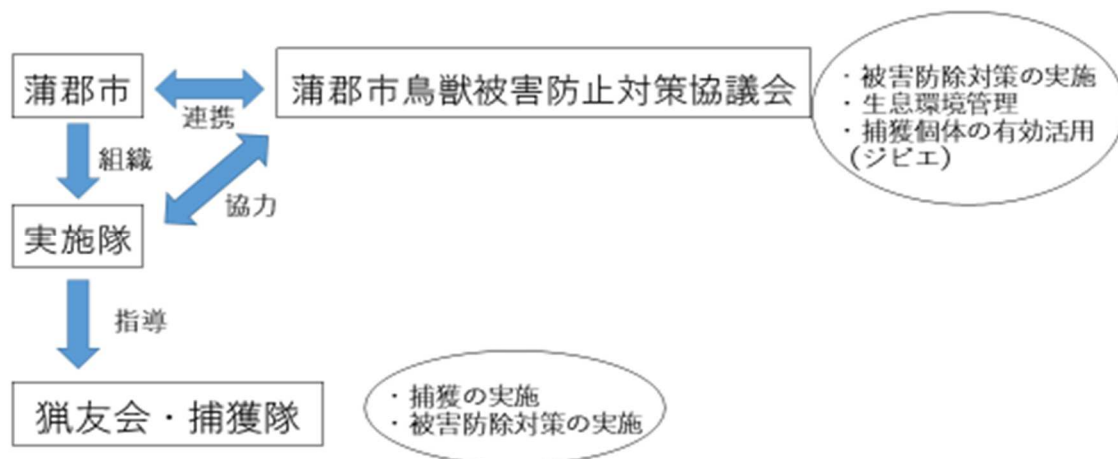 蒲郡市
連携
蒲郡市鳥獣被害防止対策協議会
・被害防除対策の実施
・生息環境管理
・捕獲個体の有効活用
(ジビエ)
組織
協力
実施隊
指導
猟友会・捕獲隊
・捕獲の実施
・被害防除対策の実施